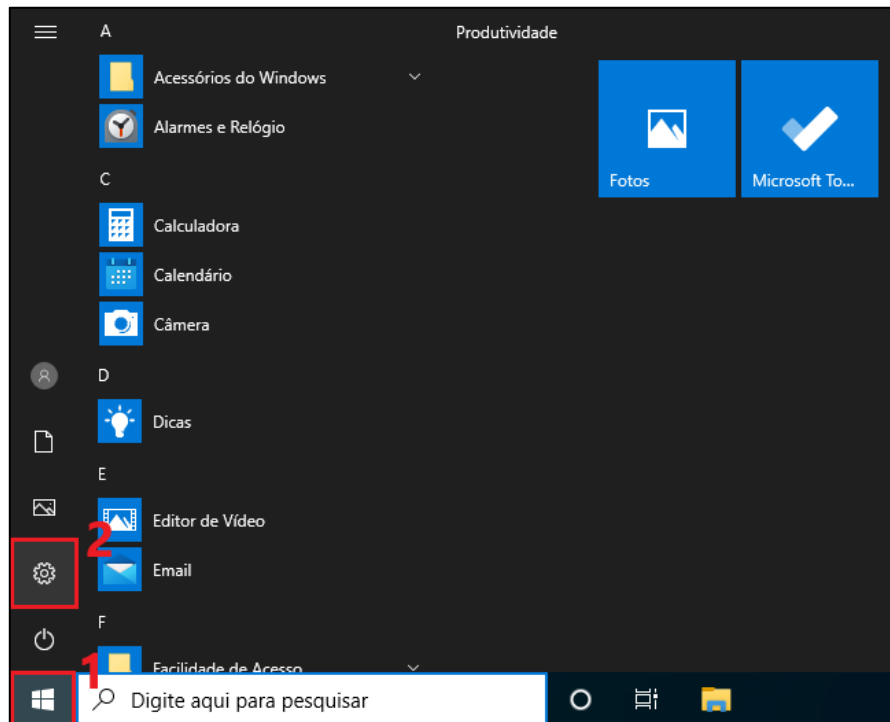 A
Produtividade
Acessórios do Windows
Alarmes e Relógio
Fotos
Microsoft To...
C
Calculadora
Calendário
Câmera
D
Dicas
E
Editor de Vídeo
2
Email
F
1
Facilidade de Acesso
Digite aqui para pesquisar